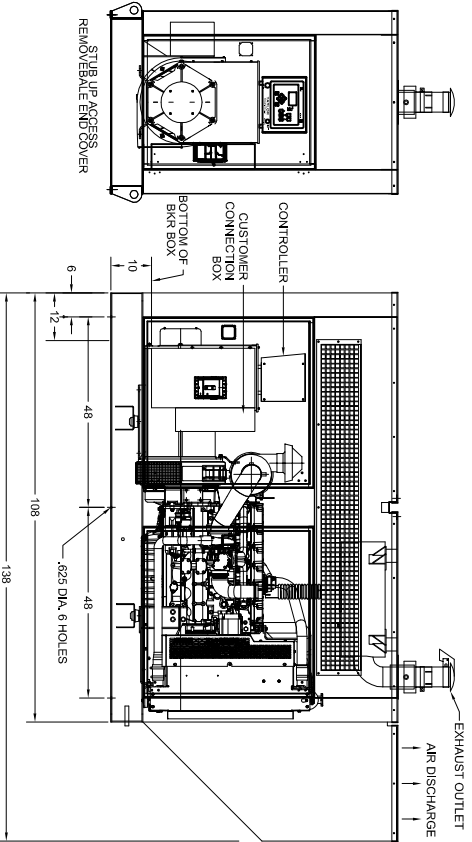 STUB UP ACCESS
REMOVEBALE END COVER
CONTROLLER
CUSTOMER
CONNECTION
BOX
BOTTOM OF
BKR BOX
10
6
12
48
48
108
138
.625 DIA. 6 HOLES
EXHAUST OUTLET
AIR DISCHARGE